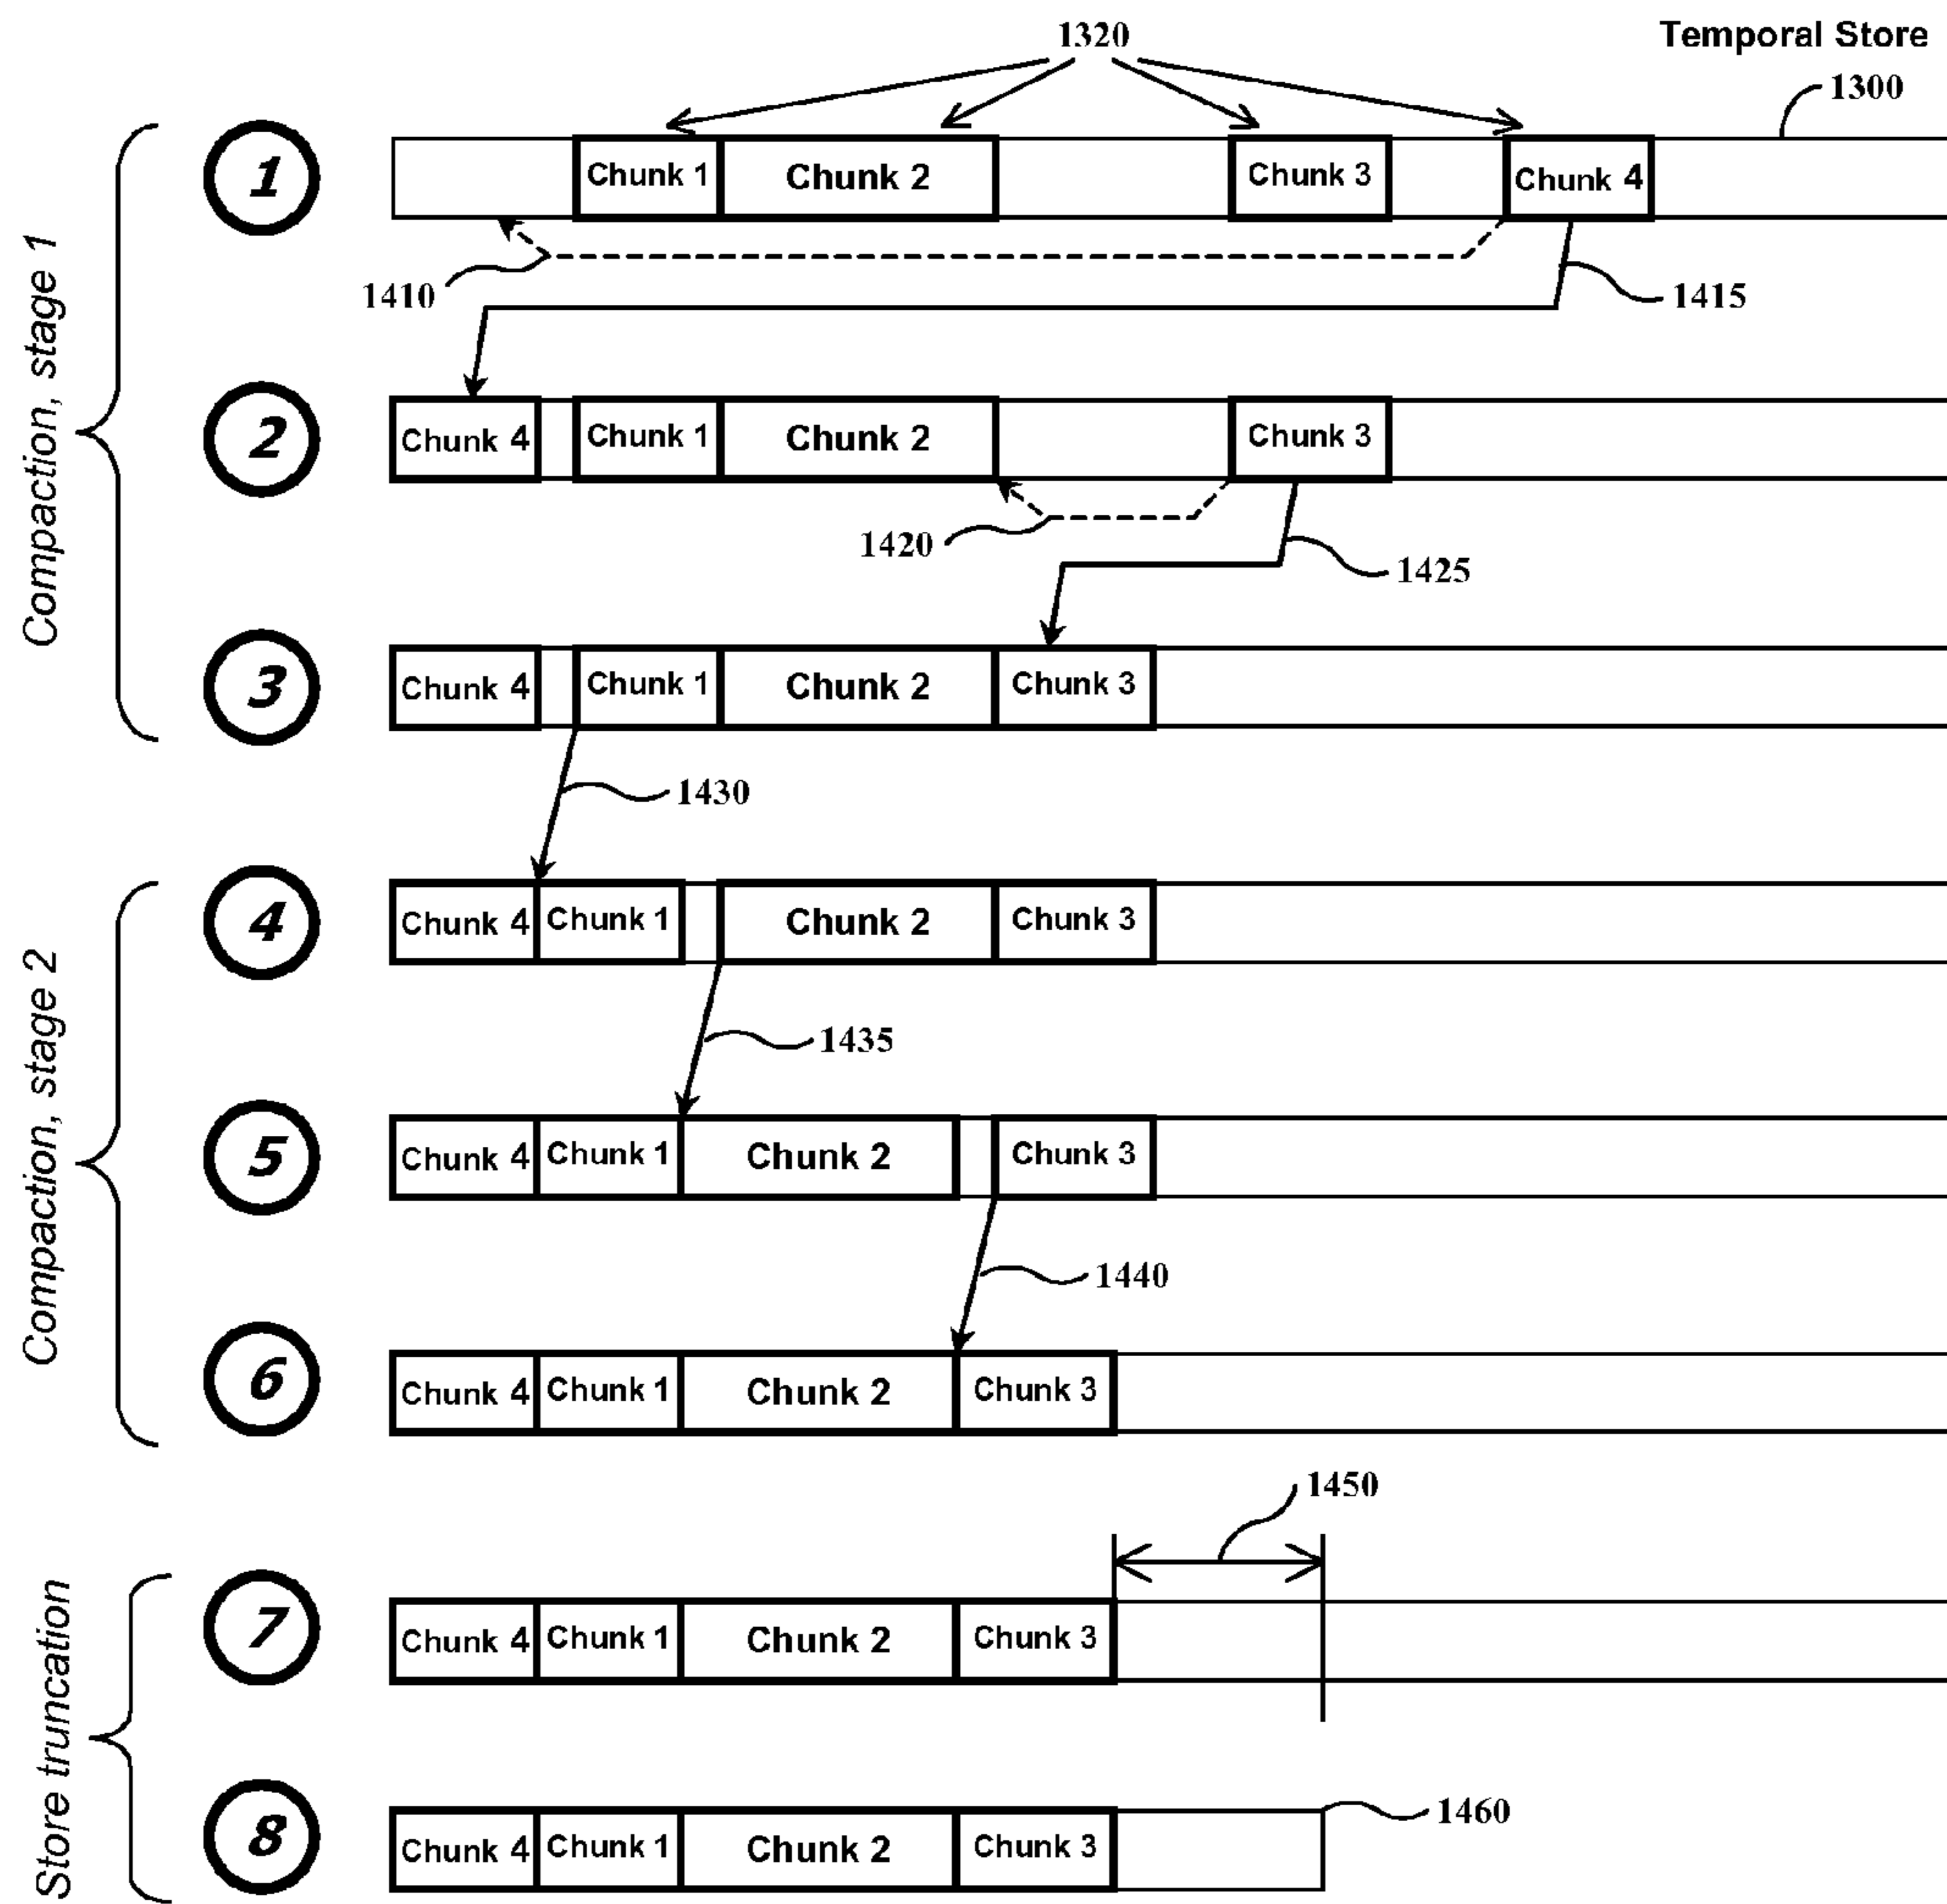 1320
Temporal Store
1300
1
Chunk 1
Chunk 2
Chunk 3
Chunk 4
1410
1415
Compaction, stage 1
2
Chunk 4
Chunk 1
Chunk 2
Chunk 3
1420
1425
3
Chunk 4
Chunk 1
Chunk 2
Chunk 3
1430
4
Chunk 4
Chunk 1
Chunk 2
Chunk 3
1435
Compaction, stage 2
5
Chunk 4
Chunk 1
Chunk 2
Chunk 3
1440
6
Chunk 4
Chunk 1
Chunk 2
Chunk 3
1450
7
Chunk 4
Chunk 1
Chunk 2
Chunk 3
Store truncation
8
Chunk 4
Chunk 1
Chunk 2
Chunk 3
1460